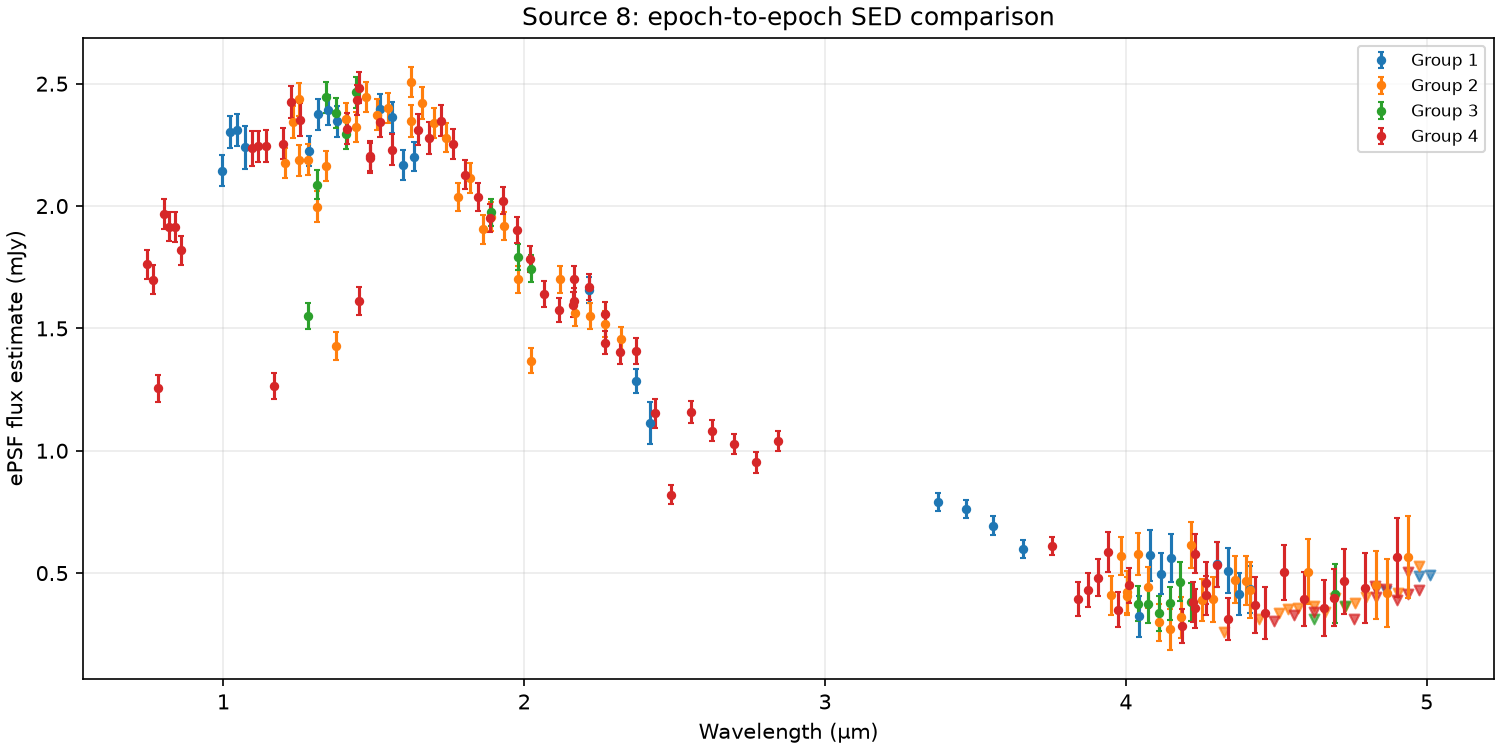 Source 8: epoch-to-epoch SED comparison
ePSF flux estimate (mJy)
2.5
2.0
1.5
1.0
0.5
1
2
3
4
5
Wavelength (μm)
Group 1
Group 2
Group 3
Group 4